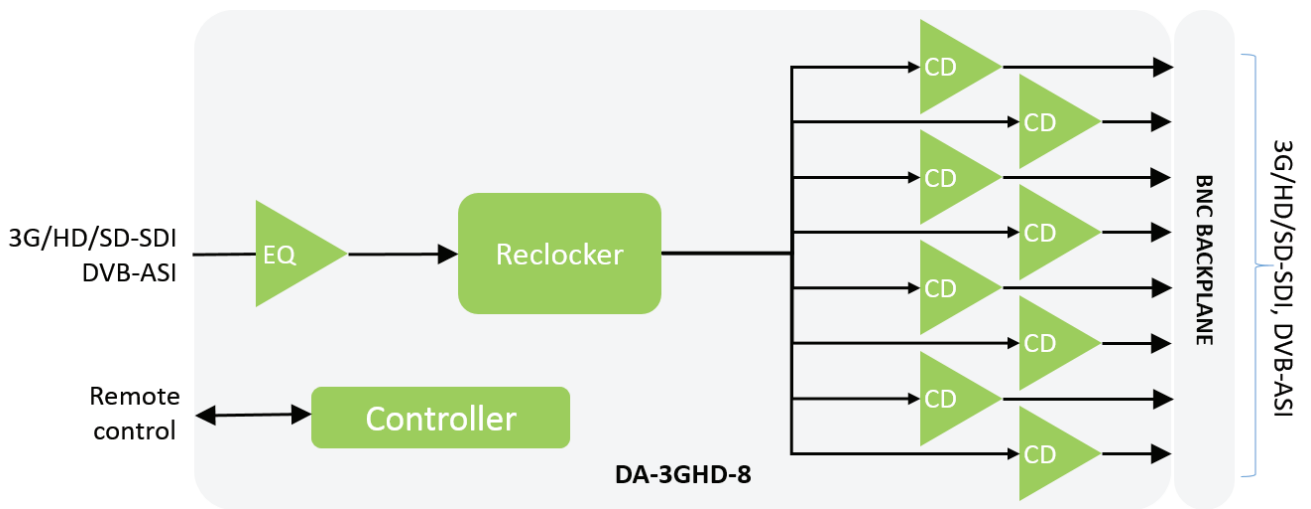 CD
CD
CD
CD
CD
CD
CD
CD
3G/HD/SD-SDI
DVB-ASI
EQ
Reclocker
BNC BACKPLANE
3G/HD/SD-SDI, DVB-ASI
Remote
control
Controller
DA-3GHD-8